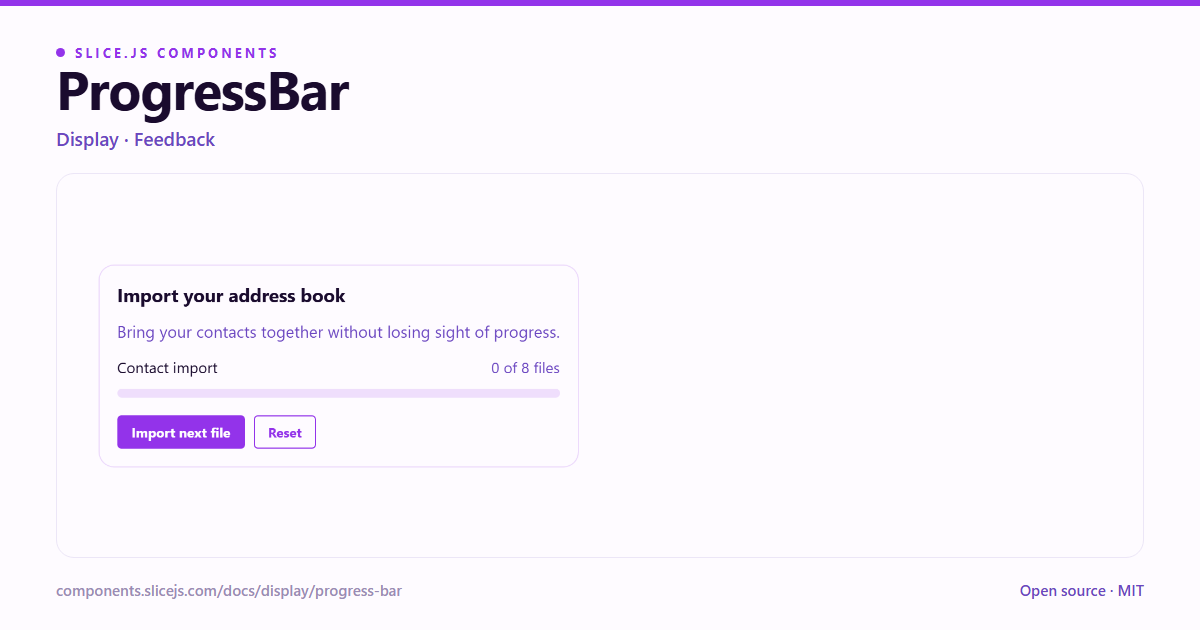 SLICE.JS COMPONENTS
ProgressBar
Display · Feedback
Import your address book
Bring your contacts together without losing sight of progress.
Contact import 0 of 8 files
Import next file Reset
components.slicejs.com/docs/display/progress-bar Open source · MIT